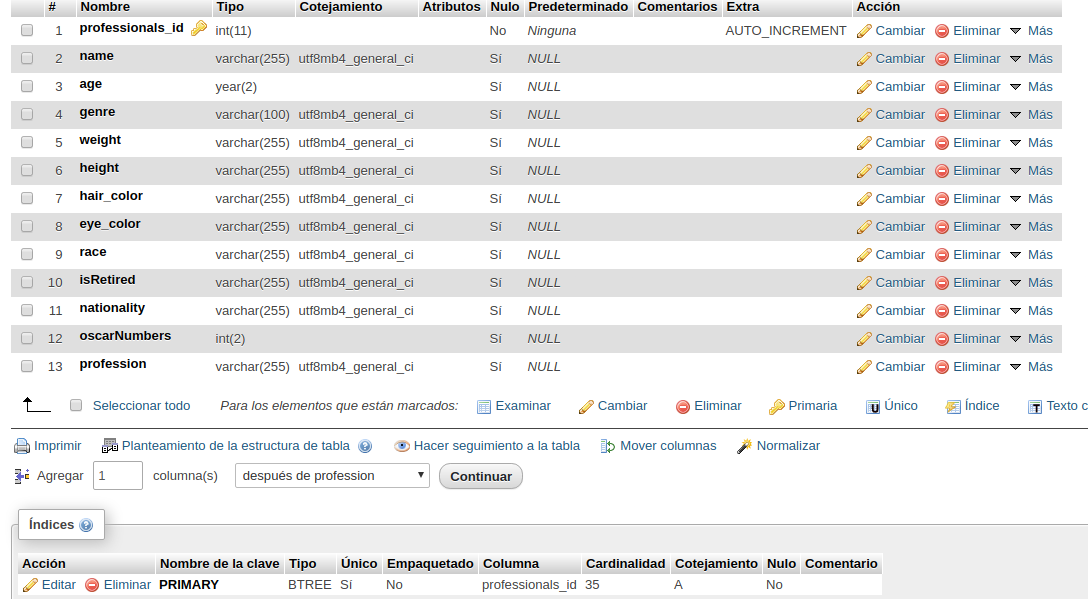 # Nombre Tipo Cotejamiento Atributos Nulo Predeterminado Comentarios Extra Acción
1 professionals_id int(11) No Ninguna AUTO_INCREMENT Cambiar Eliminar Más
2 name varchar(255) utf8mb4_general_ci Sí NULL Cambiar Eliminar Más
3 age year(2) Sí NULL Cambiar Eliminar Más
4 genre varchar(100) utf8mb4_general_ci Sí NULL Cambiar Eliminar Más
5 weight varchar(255) utf8mb4_general_ci Sí NULL Cambiar Eliminar Más
6 height varchar(255) utf8mb4_general_ci Sí NULL Cambiar Eliminar Más
7 hair_color varchar(255) utf8mb4_general_ci Sí NULL Cambiar Eliminar Más
8 eye_color varchar(255) utf8mb4_general_ci Sí NULL Cambiar Eliminar Más
9 race varchar(255) utf8mb4_general_ci Sí NULL Cambiar Eliminar Más
10 isRetired varchar(255) utf8mb4_general_ci Sí NULL Cambiar Eliminar Más
11 nationality varchar(255) utf8mb4_general_ci Sí NULL Cambiar Eliminar Más
12 oscarNumbers int(2) Sí NULL Cambiar Eliminar Más
13 profession varchar(255) utf8mb4_general_ci Sí NULL Cambiar Eliminar Más
Seleccionar todo Para los elementos que están marcados: Examinar Cambiar Eliminar Primaria U Único Índice T Texto c
Imprimir Planteamiento de la estructura de tabla Hacer seguimiento a la tabla Mover columnas Normalizar
Agregar 1 columna(s) después de profession Continuar
Índices
Acción Nombre de la clave Tipo Único Empaquetado Columna Cardinalidad Cotejamiento Nulo Comentario
Editar Eliminar PRIMARY BTREE Sí No professionals_id 35 A No